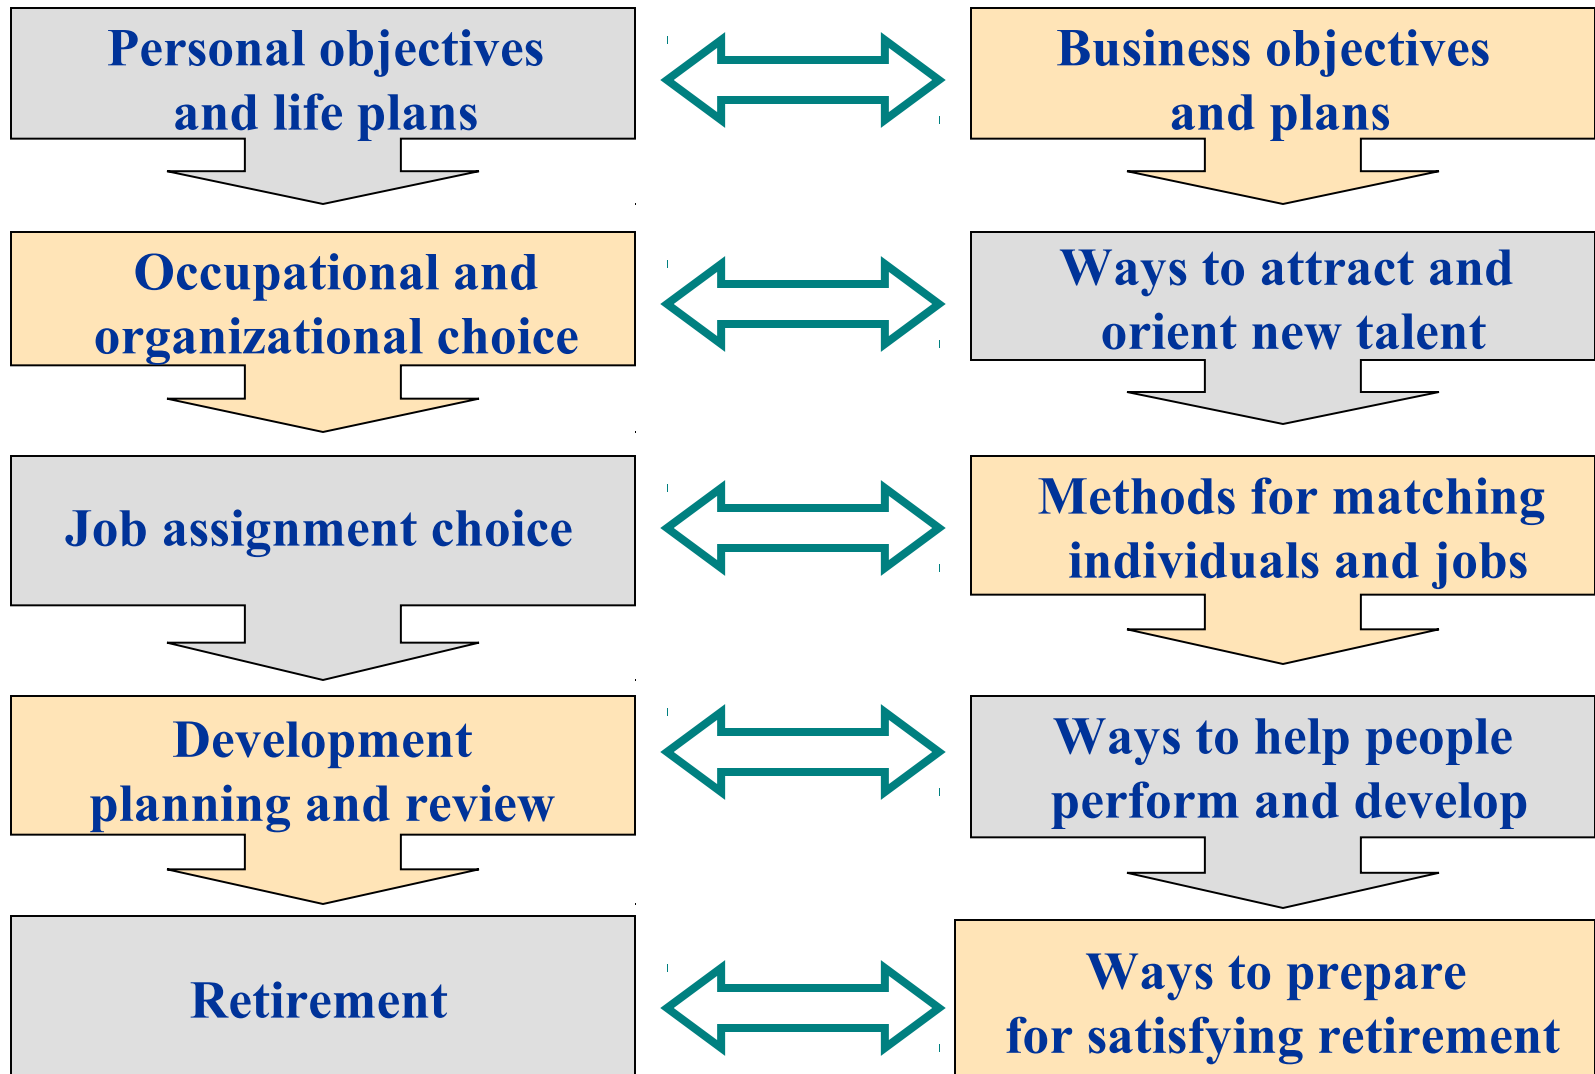 Personal objectives
and life plans
Business objectives
and plans
Occupational and
organizational choice
Ways to attract and
orient new talent
Job assignment choice
Methods for matching
individuals and jobs
Development
planning and review
Ways to help people
perform and develop
Retirement
Ways to prepare
for satisfying retirement